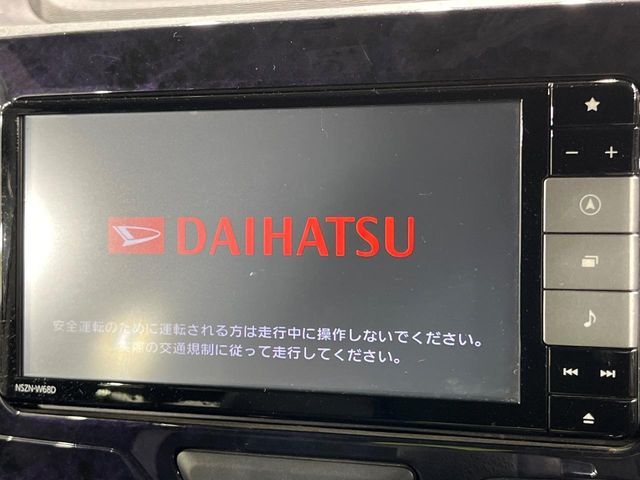 DAIHATSU
安全運転のために運転される方は走行中に操作しないでください。
実際の交通規制に従って走行してください。
NSZN-W68D